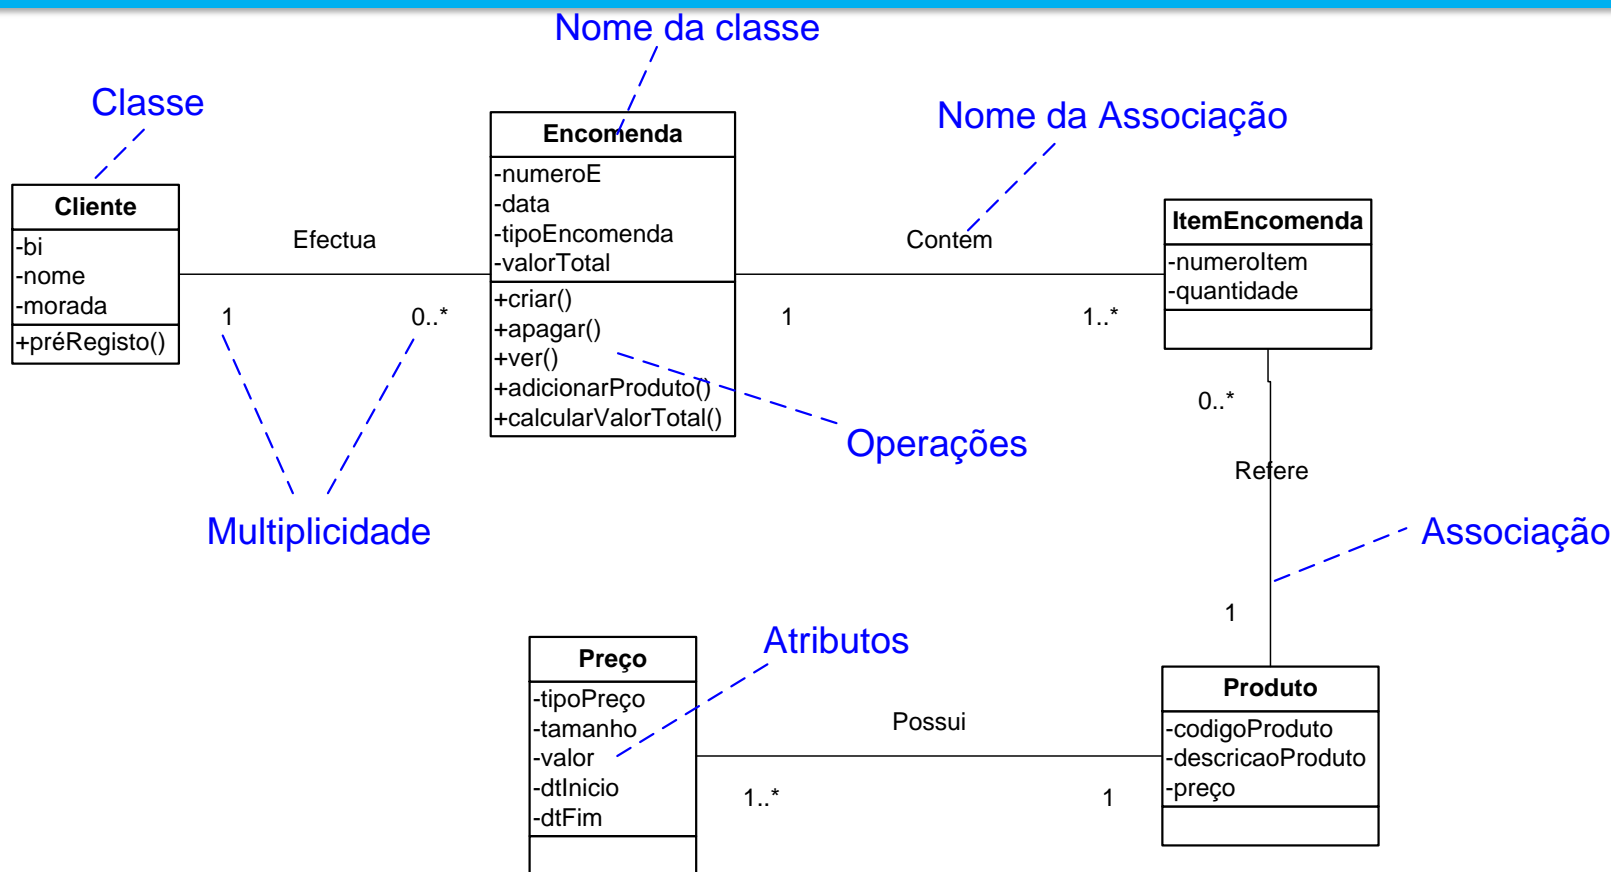 Nome da classe
Classe
Nome da Associação
Encomenda
-numeroE
-data
-tipoEncomenda
-valorTotal
+criar()
+apagar()
+ver()
+adicionarProduto()
+calcularValorTotal()
Cliente
-bi
-nome
-morada
+préRegisto()
Efectua
1
0..*
Contem
1
1..*
ItemEncomenda
-numeroItem
-quantidade
Operações
Multiplicidade
0..*
Refere
1
Associação
Atributos
Preço
-tipoPreço
-tamanho
-valor
-dtInicio
-dtFim
Possui
1..*
1
Produto
-codigoProduto
-descricaoProduto
-preço